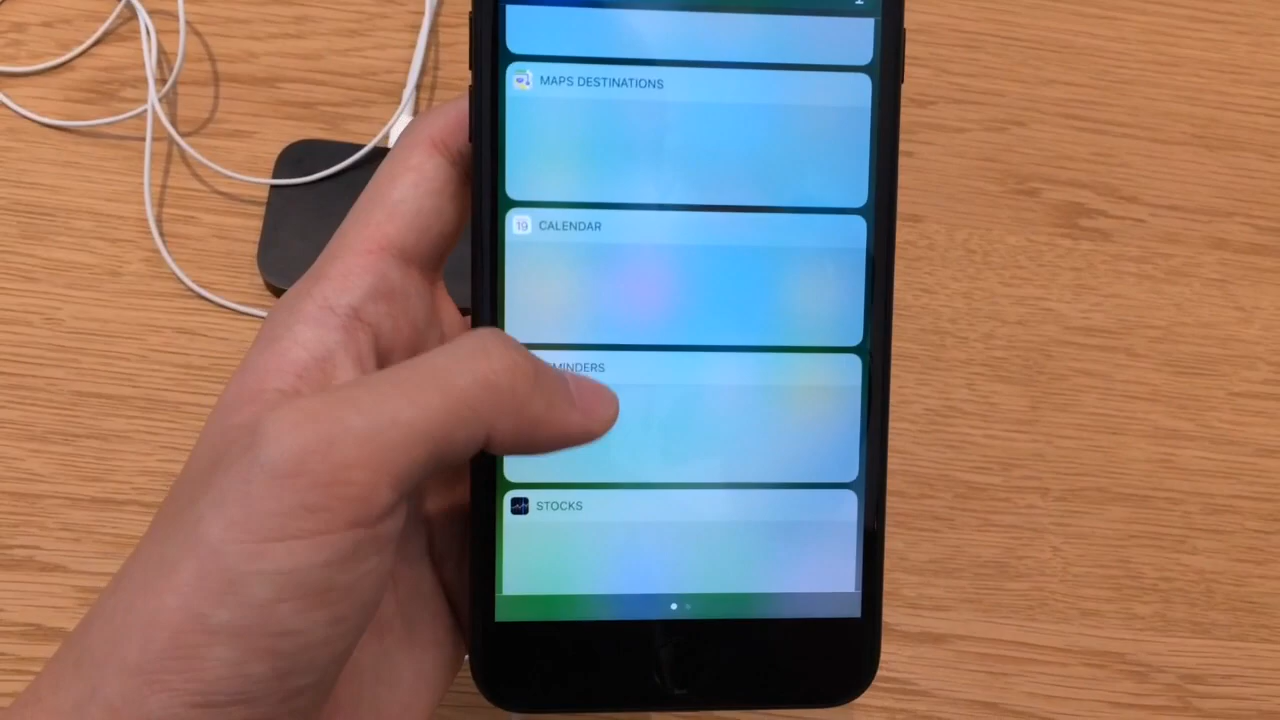 MAPS DESTINATIONS
19
CALENDAR
MINDERS
STOCKS